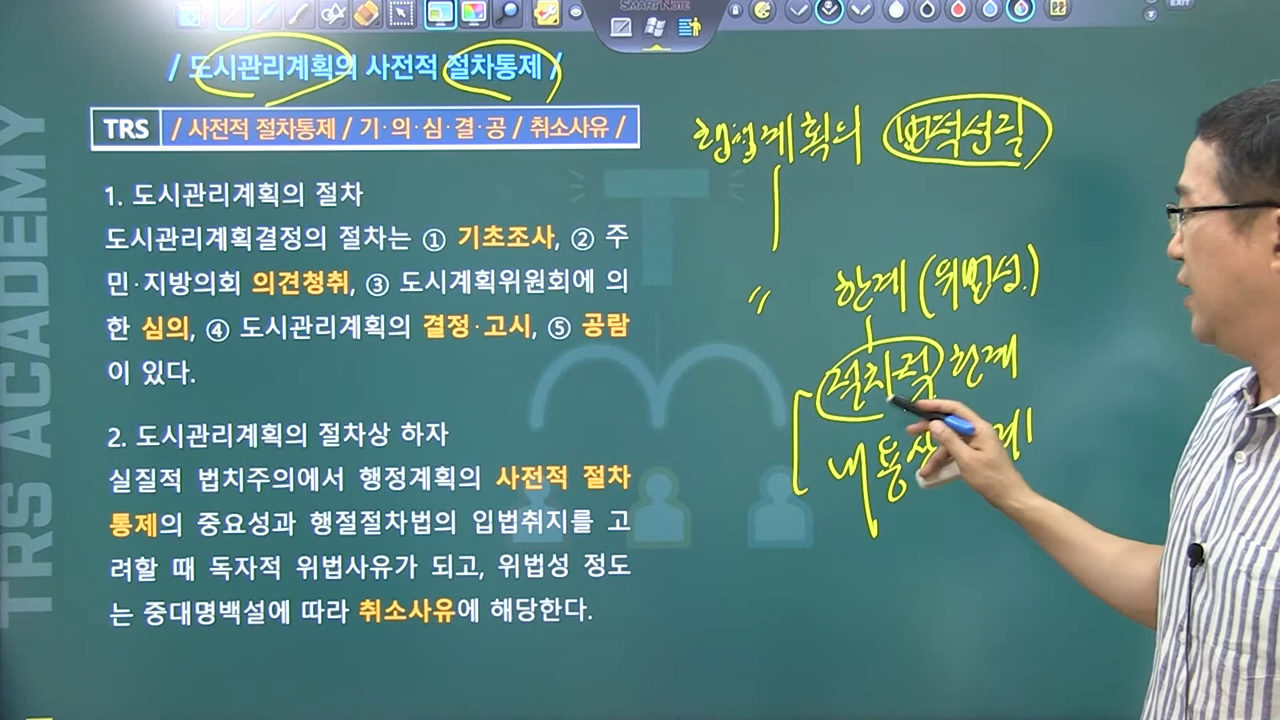 SMART NOTE
EXIT
/ 도시관리계획의 사전적 절차통제 /
TRS / 사전적 절차통제 / 기·의·심·결·공 / 취소사유 /
1. 도시관리계획의 절차
도시관리계획결정의 절차는 ① 기초조사, ② 주
민·지방의회 의견청취, ③ 도시계획위원회에 의
한 심의, ④ 도시관리계획의 결정·고시, ⑤ 공람
이 있다.
2. 도시관리계획의 절차상 하자
실질적 법치주의에서 행정계획의 사전적 절차
통제의 중요성과 행절절차법의 입법취지를 고
려할 때 독자적 위법사유가 되고, 위법성 정도
는 중대명백설에 따라 취소사유에 해당한다.
행정계획의 법적성질
〃 한계 (위법성)
절차적 한계
내용상
TRS ACADEMY